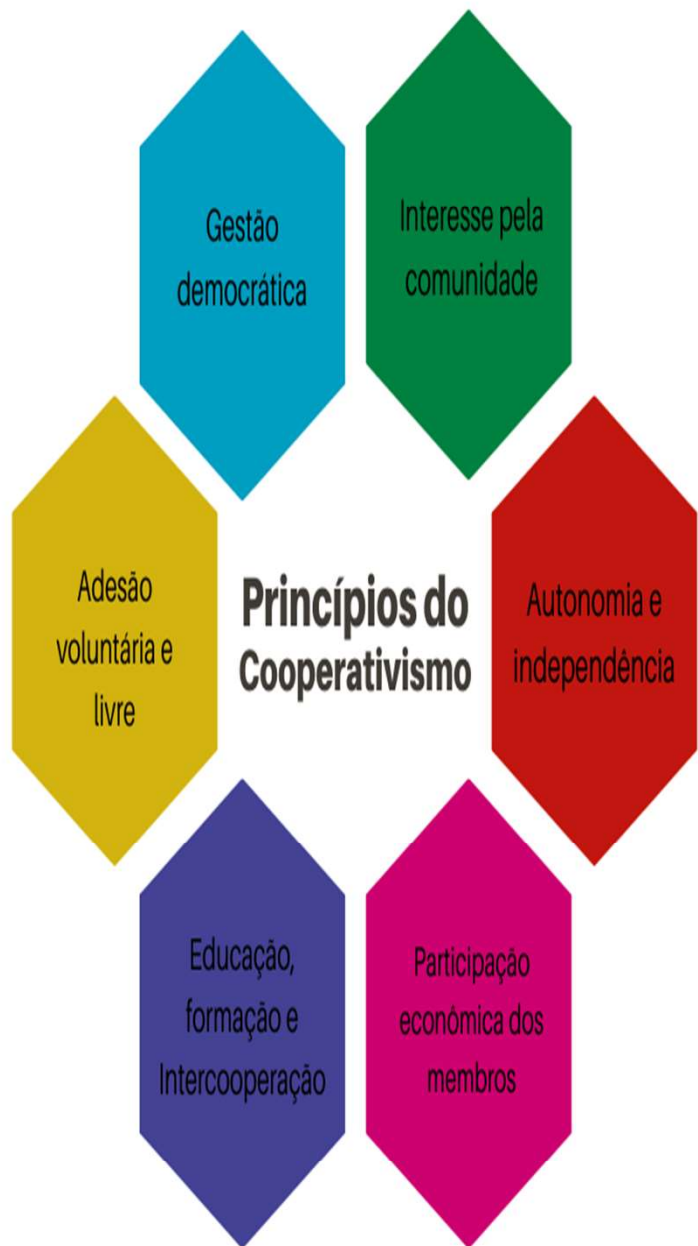 Gestão
democrática
Interesse pela
comunidade
Adesão
voluntária e
livre
Princípios do
Cooperativismo
Autonomia e
independência
Educação,
formação e
Intercooperação
Participação
econômica dos
membros